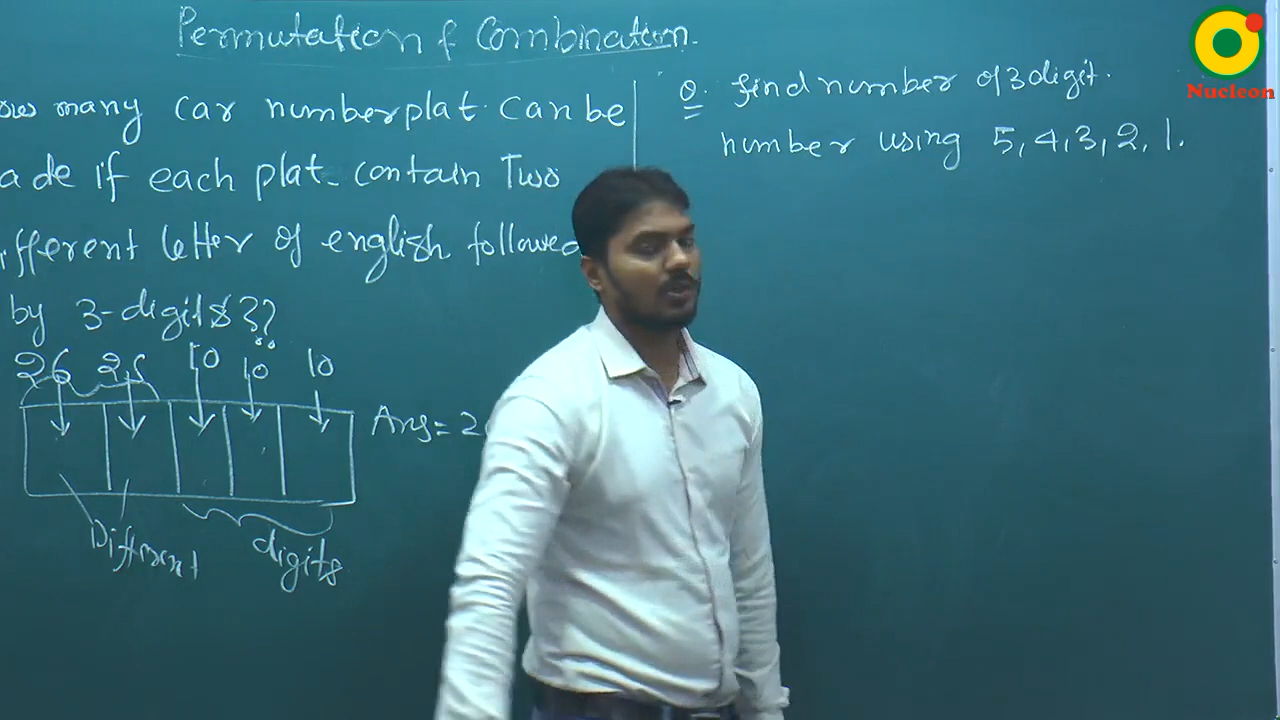 Permutation & Combination.
many car numberplat can be
ade if each plat contain Two
ifferent letter of english followed
by 3-digits ??
26 25 10 10 10
Ans = 2
Different
digits
Q. find number of 3 digit
number using 5, 4, 3, 2, 1.
Nucleon